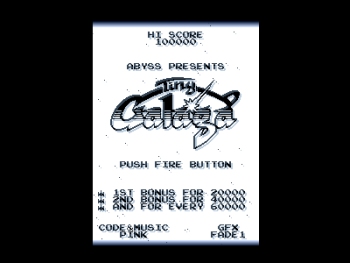 HI SCORE
100000
ABYSS PRESENTS
Tiny
Galaga
PUSH FIRE BUTTON
1ST BONUS FOR 20000
2ND BONUS FOR 40000
AND FOR EVERY 60000
CODE&MUSIC GFX
PINK FADE1